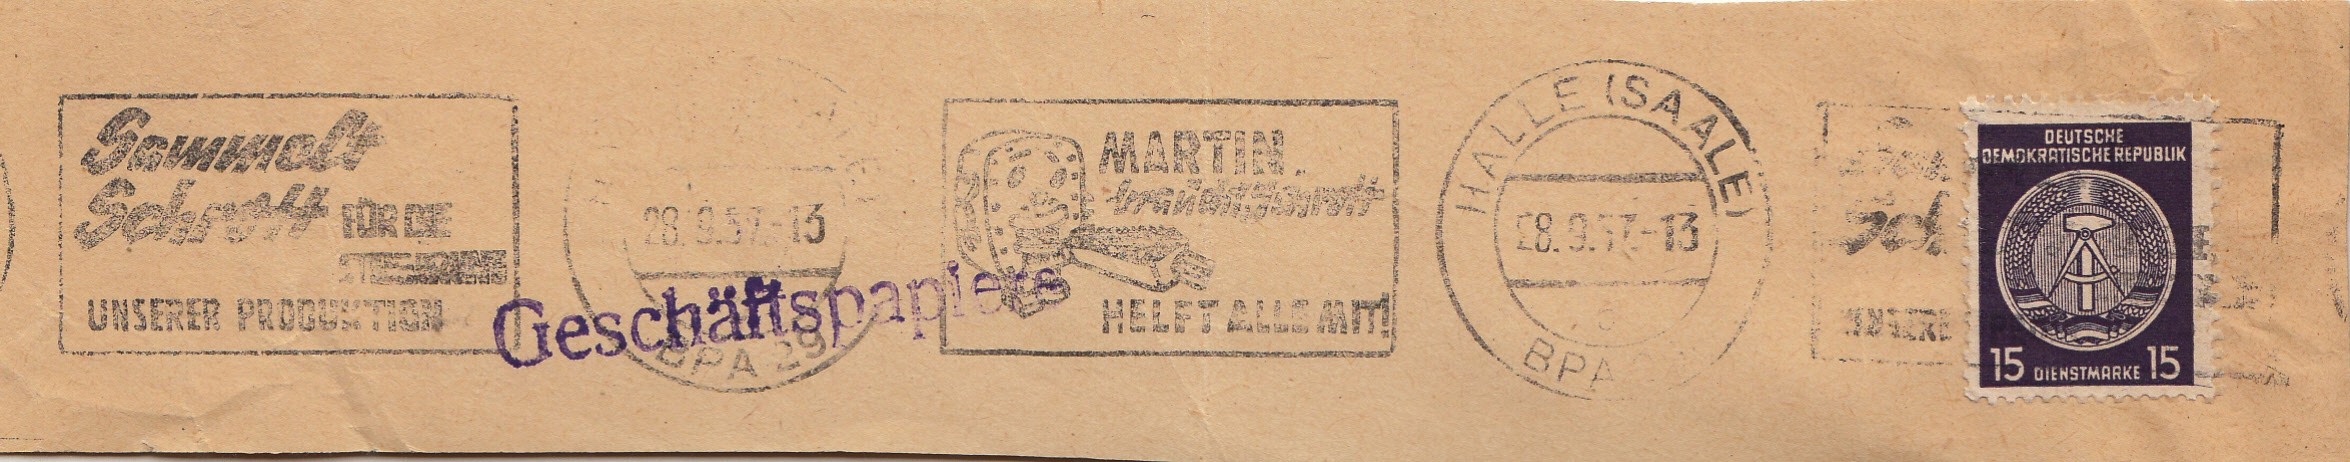 Sammelt
Schrott FÜR DIE
UNSERER PRODUKTION
28.9.57.-13
BPA 29
Geschäftspapiere
MARTIN
braucht Schrott
HELFT ALLE MIT!
HALLE (SAALE)
28.9.57.-13
BPA
Sch
DEUTSCHE
DEMOKRATISCHE REPUBLIK
15 DIENSTMARKE 15